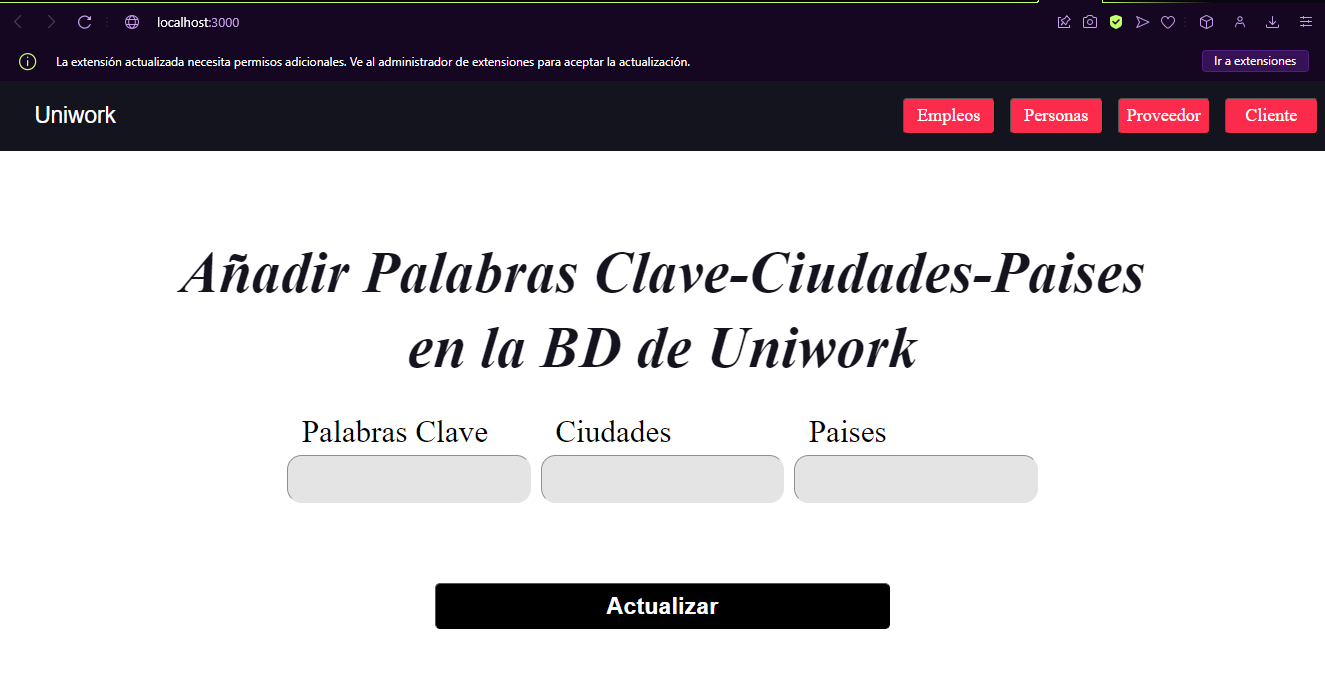 localhost:3000
La extensión actualizada necesita permisos adicionales. Ve al administrador de extensiones para aceptar la actualización. Ir a extensiones
Uniwork Empleos Personas Proveedor Cliente
Añadir Palabras Clave-Ciudades-Paises
en la BD de Uniwork
Palabras Clave Ciudades Paises
Actualizar